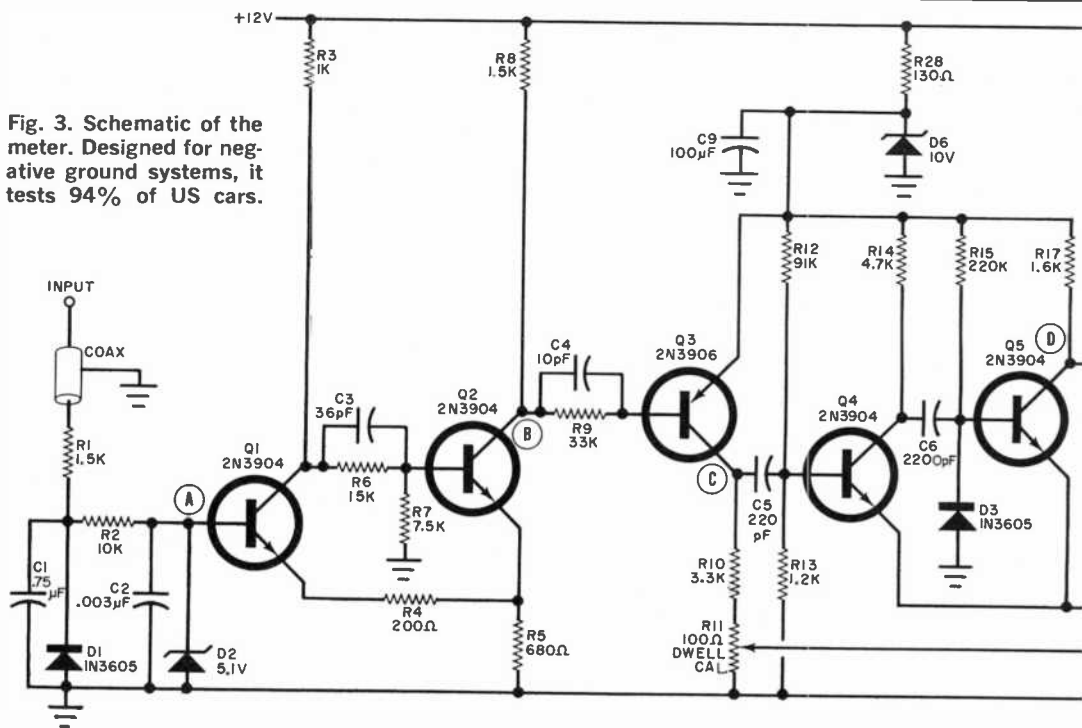 +12V
R3
1K
R8
1.5K
R28
130Ω
Fig. 3. Schematic of the
meter. Designed for neg-
ative ground systems, it
tests 94% of US cars.
C9
100μF
D6
10V
R12
91K
R14
4.7K
R15
220K
R17
1.6K
INPUT
COAX
C4
10pF
Q3
2N3906
D
Q5
2N3904
C3
36pF
Q2
2N3904
B
R9
33K
Q4
2N3904
R1
1.5K
Q1
2N3904
A
R6
15K
C
C6
2200pF
R7
7.5K
C5
220
pF
R2
10K
D3
1N3605
C1
.75
μF
C2
.003μF
R10
3.3K
R13
1.2K
R4
200Ω
R5
680Ω
R11
100Ω
DWELL
CAL.
D1
1N3605
D2
5.1V